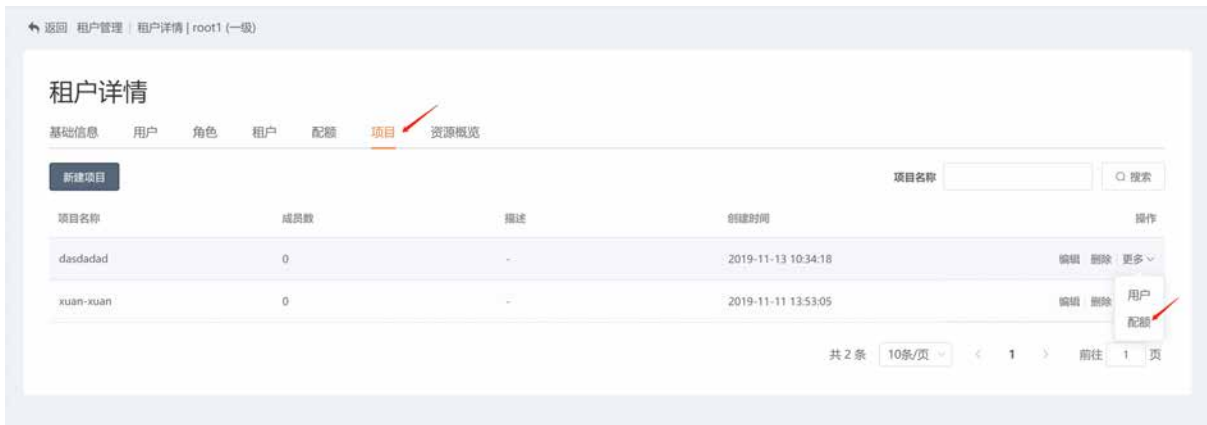 返回 租户管理 | 租户详情 | root1 (一级)
租户详情
基础信息 用户 角色 租户 配额 项目 资源概览
新建项目 项目名称 搜索
项目名称 成员数 描述 创建时间 操作
dasdadad 0 - 2019-11-13 10:34:18 编辑 删除 更多
xuan-xuan 0 - 2019-11-11 13:53:05 编辑 删除
用户
配额
共 2 条 10条/页 < 1 > 前往 1 页